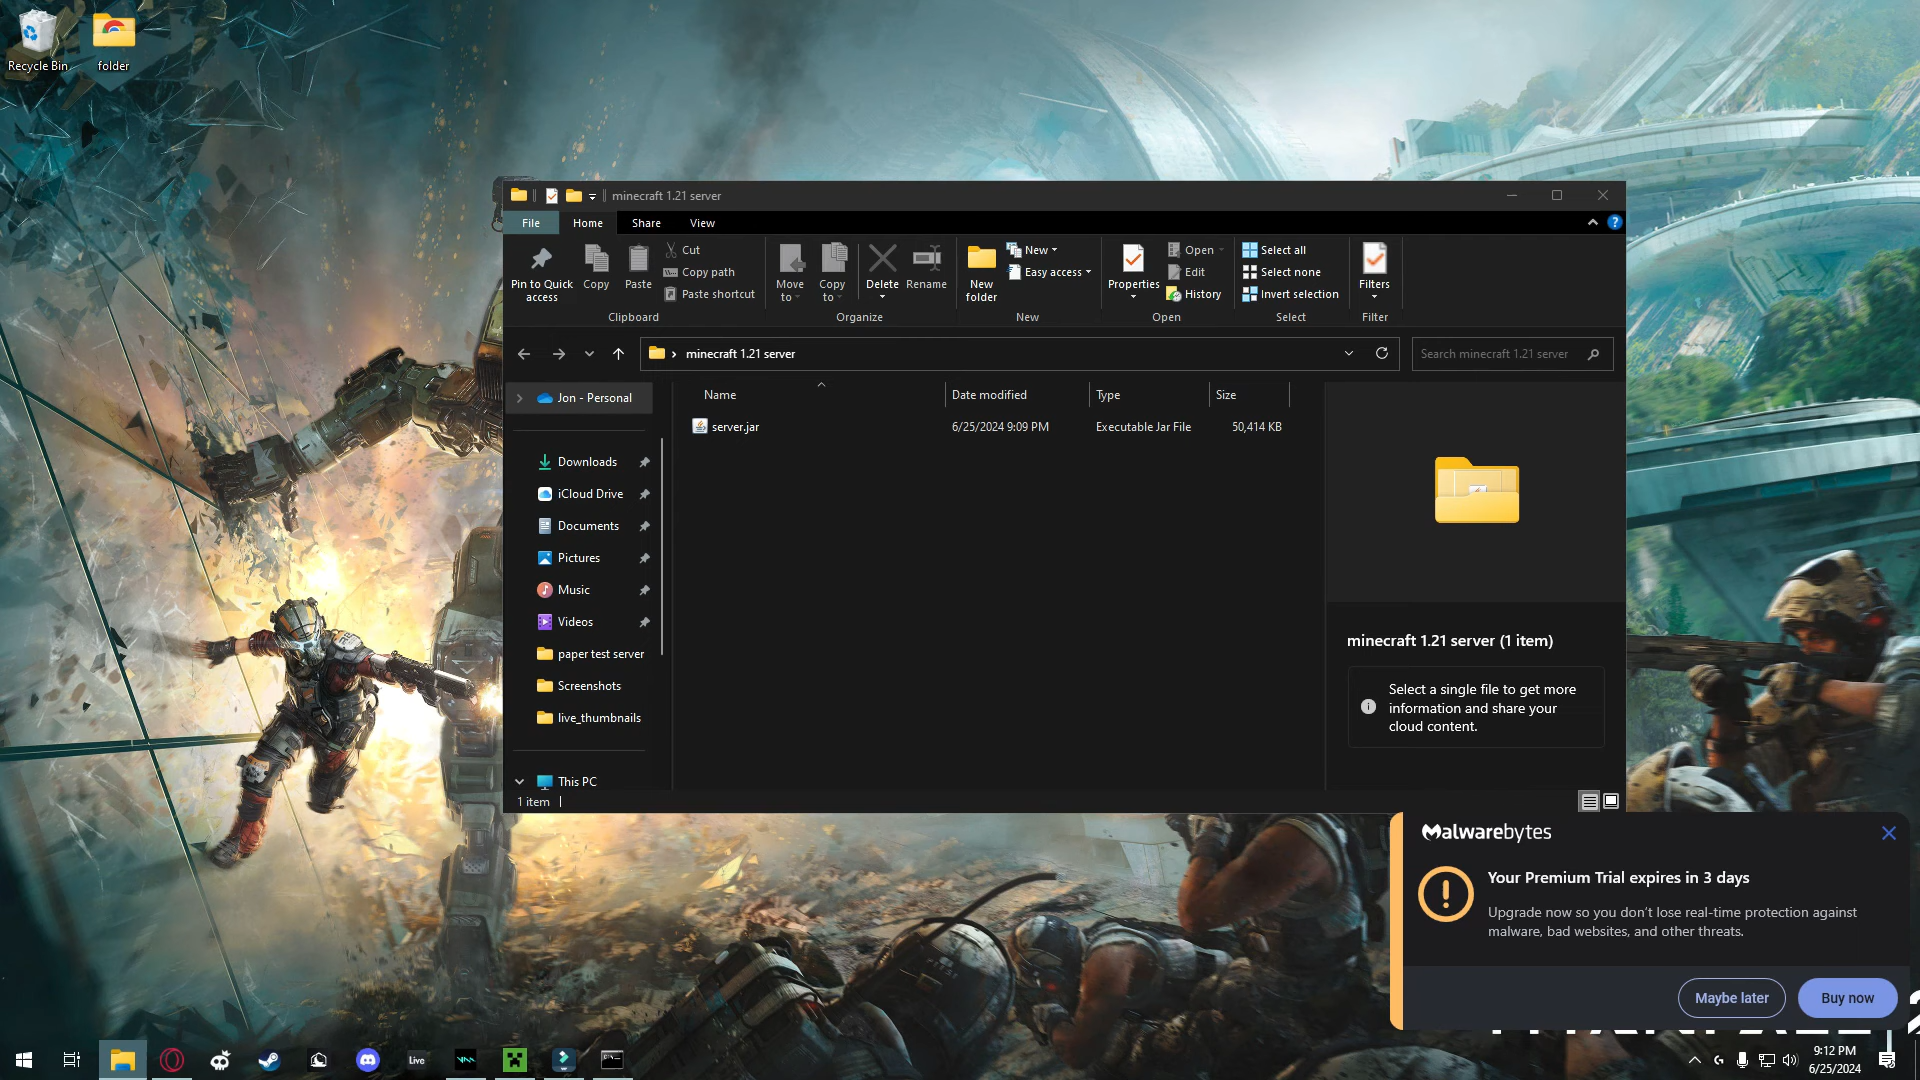 Recycle Bin
folder
minecraft 1.21 server
File
Home
Share
View
Pin to Quick
access
Copy
Paste
Cut
Copy path
Paste shortcut
Clipboard
Move
to
Copy
to
Delete
Rename
Organize
New
folder
New
Easy access
New
Properties
Open
Edit
History
Open
Select all
Select none
Invert selection
Select
Filters
Filter
minecraft 1.21 server
Search minecraft 1.21 server
Jon - Personal
Downloads
iCloud Drive
Documents
Pictures
Music
Videos
paper test server
Screenshots
live_thumbnails
This PC
Name
Date modified
Type
Size
server.jar
6/25/2024 9:09 PM
Executable Jar File
50,414 KB
minecraft 1.21 server (1 item)
Select a single file to get more
information and share your
cloud content.
1 item
Malwarebytes
Your Premium Trial expires in 3 days
Upgrade now so you don't lose real-time protection against
malware, bad websites, and other threats.
Maybe later
Buy now
Live
9:12 PM
6/25/2024